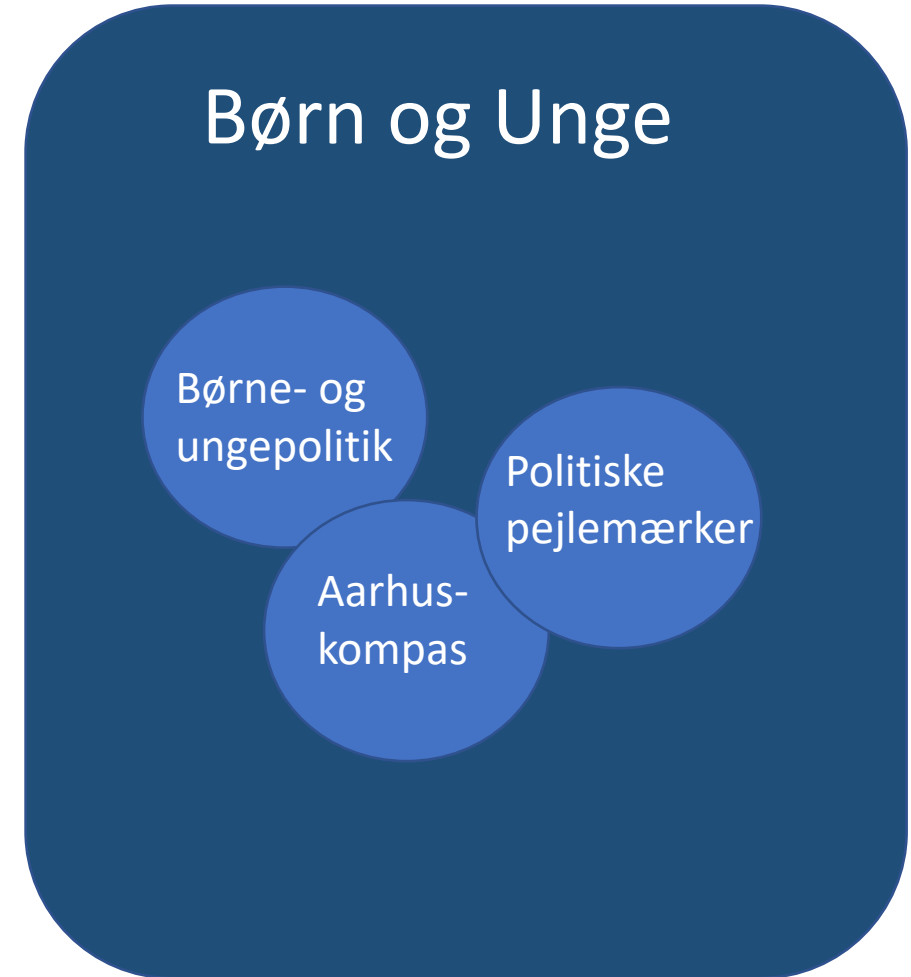 Børn og Unge
Børne- og
ungepolitik
Politiske
pejlemærker
Aarhus-
kompas